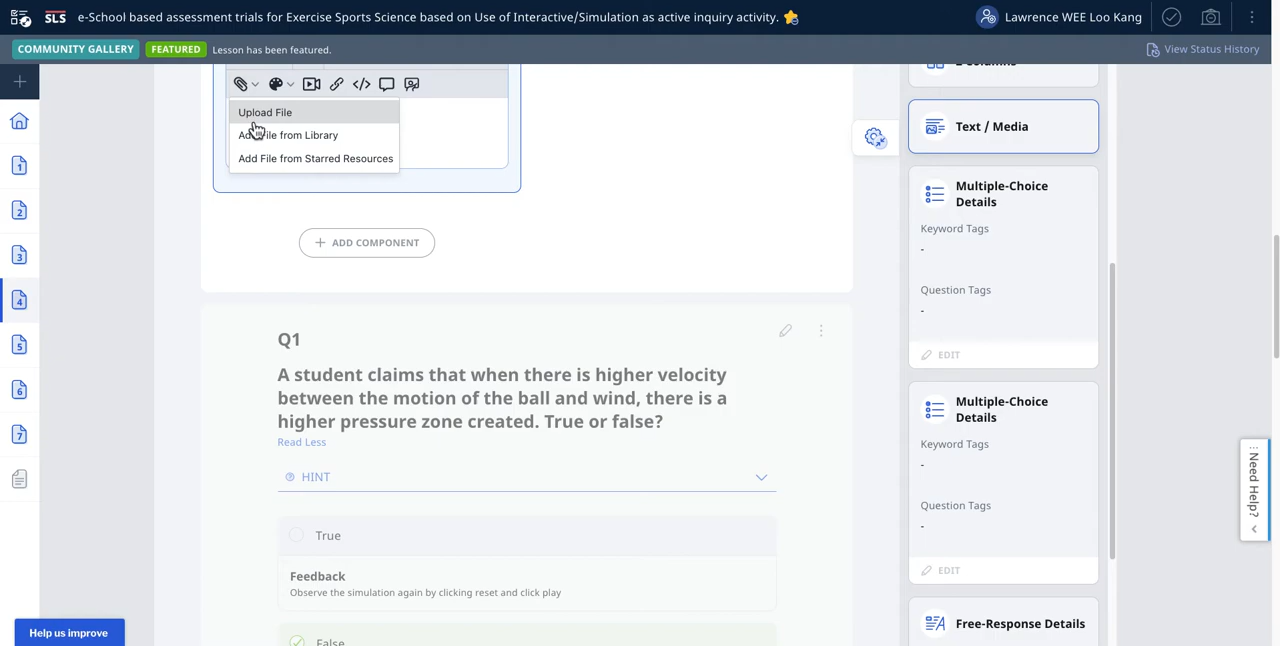 SLS e-School based assessment trials for Exercise Sports Science based on Use of Interactive/Simulation as active inquiry activity. Lawrence WEE Loo Kang
COMMUNITY GALLERY FEATURED Lesson has been featured. View Status History
Upload File
Add File from Library
Add File from Starred Resources
ADD COMPONENT
1
2
3
4
5
6
7
Q1
A student claims that when there is higher velocity
between the motion of the ball and wind, there is a
higher pressure zone created. True or false?
Read Less
HINT
True
Feedback
Observe the simulation again by clicking reset and click play
False
2 Columns
Text / Media
Multiple-Choice
Details
Keyword Tags
-
Question Tags
-
EDIT
Multiple-Choice
Details
Keyword Tags
-
Question Tags
-
EDIT
Free-Response Details
Need Help?
Help us improve